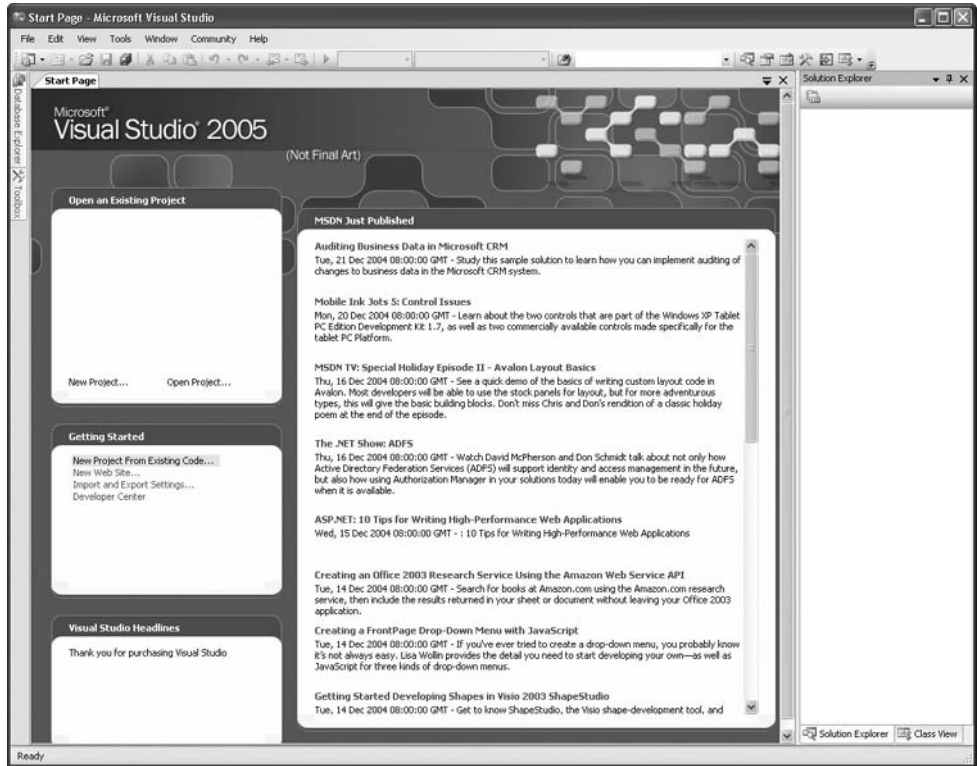 Start Page - Microsoft Visual Studio
File Edit View Tools Window Community Help
Database Explorer
Toolbox
Start Page
Microsoft®
Visual Studio® 2005
(Not Final Art)
Open an Existing Project
New Project... Open Project...
Getting Started
New Project From Existing Code...
New Web Site...
Import and Export Settings...
Developer Center
Visual Studio Headlines
Thank you for purchasing Visual Studio
MSDN Just Published
Auditing Business Data in Microsoft CRM
Tue, 21 Dec 2004 08:00:00 GMT - Study this sample solution to learn how you can implement auditing of
changes to business data in the Microsoft CRM system.
Mobile Ink Jots 5: Control Issues
Mon, 20 Dec 2004 08:00:00 GMT - Learn about the two controls that are part of the Windows XP Tablet
PC Edition Development Kit 1.7, as well as two commercially available controls made specifically for the
tablet PC Platform.
MSDN TV: Special Holiday Episode II - Avalon Layout Basics
Thu, 16 Dec 2004 08:00:00 GMT - See a quick demo of the basics of writing custom layout code in
Avalon. Most developers will be able to use the stock panels for layout, but for more adventurous
types, this will give the basic building blocks. Don't miss Chris and Don's rendition of a classic holiday
poem at the end of the episode.
The .NET Show: ADFS
Thu, 16 Dec 2004 08:00:00 GMT - Watch David McPherson and Don Schmidt talk about not only how
Active Directory Federation Services (ADFS) will support identity and access management in the future,
but also how using Authorization Manager in your solutions today will enable you to be ready for ADFS
when it is available.
ASP.NET: 10 Tips for Writing High-Performance Web Applications
Wed, 15 Dec 2004 08:00:00 GMT - : 10 Tips for Writing High-Performance Web Applications
Creating an Office 2003 Research Service Using the Amazon Web Service API
Tue, 14 Dec 2004 08:00:00 GMT - Search for books at Amazon.com using the Amazon.com research
service, then include the results returned in your sheet or document without leaving your Office 2003
application.
Creating a FrontPage Drop-Down Menu with JavaScript
Tue, 14 Dec 2004 08:00:00 GMT - If you've ever tried to create a drop-down menu, you probably know
it's not always easy. Lisa Wollin provides the detail you need to start developing your own—as well as
JavaScript for three kinds of drop-down menus.
Getting Started Developing Shapes in Visio 2003 ShapeStudio
Tue, 14 Dec 2004 08:00:00 GMT - Get to know ShapeStudio, the Visio shape-development tool, and
Solution Explorer
Solution Explorer Class View
Ready